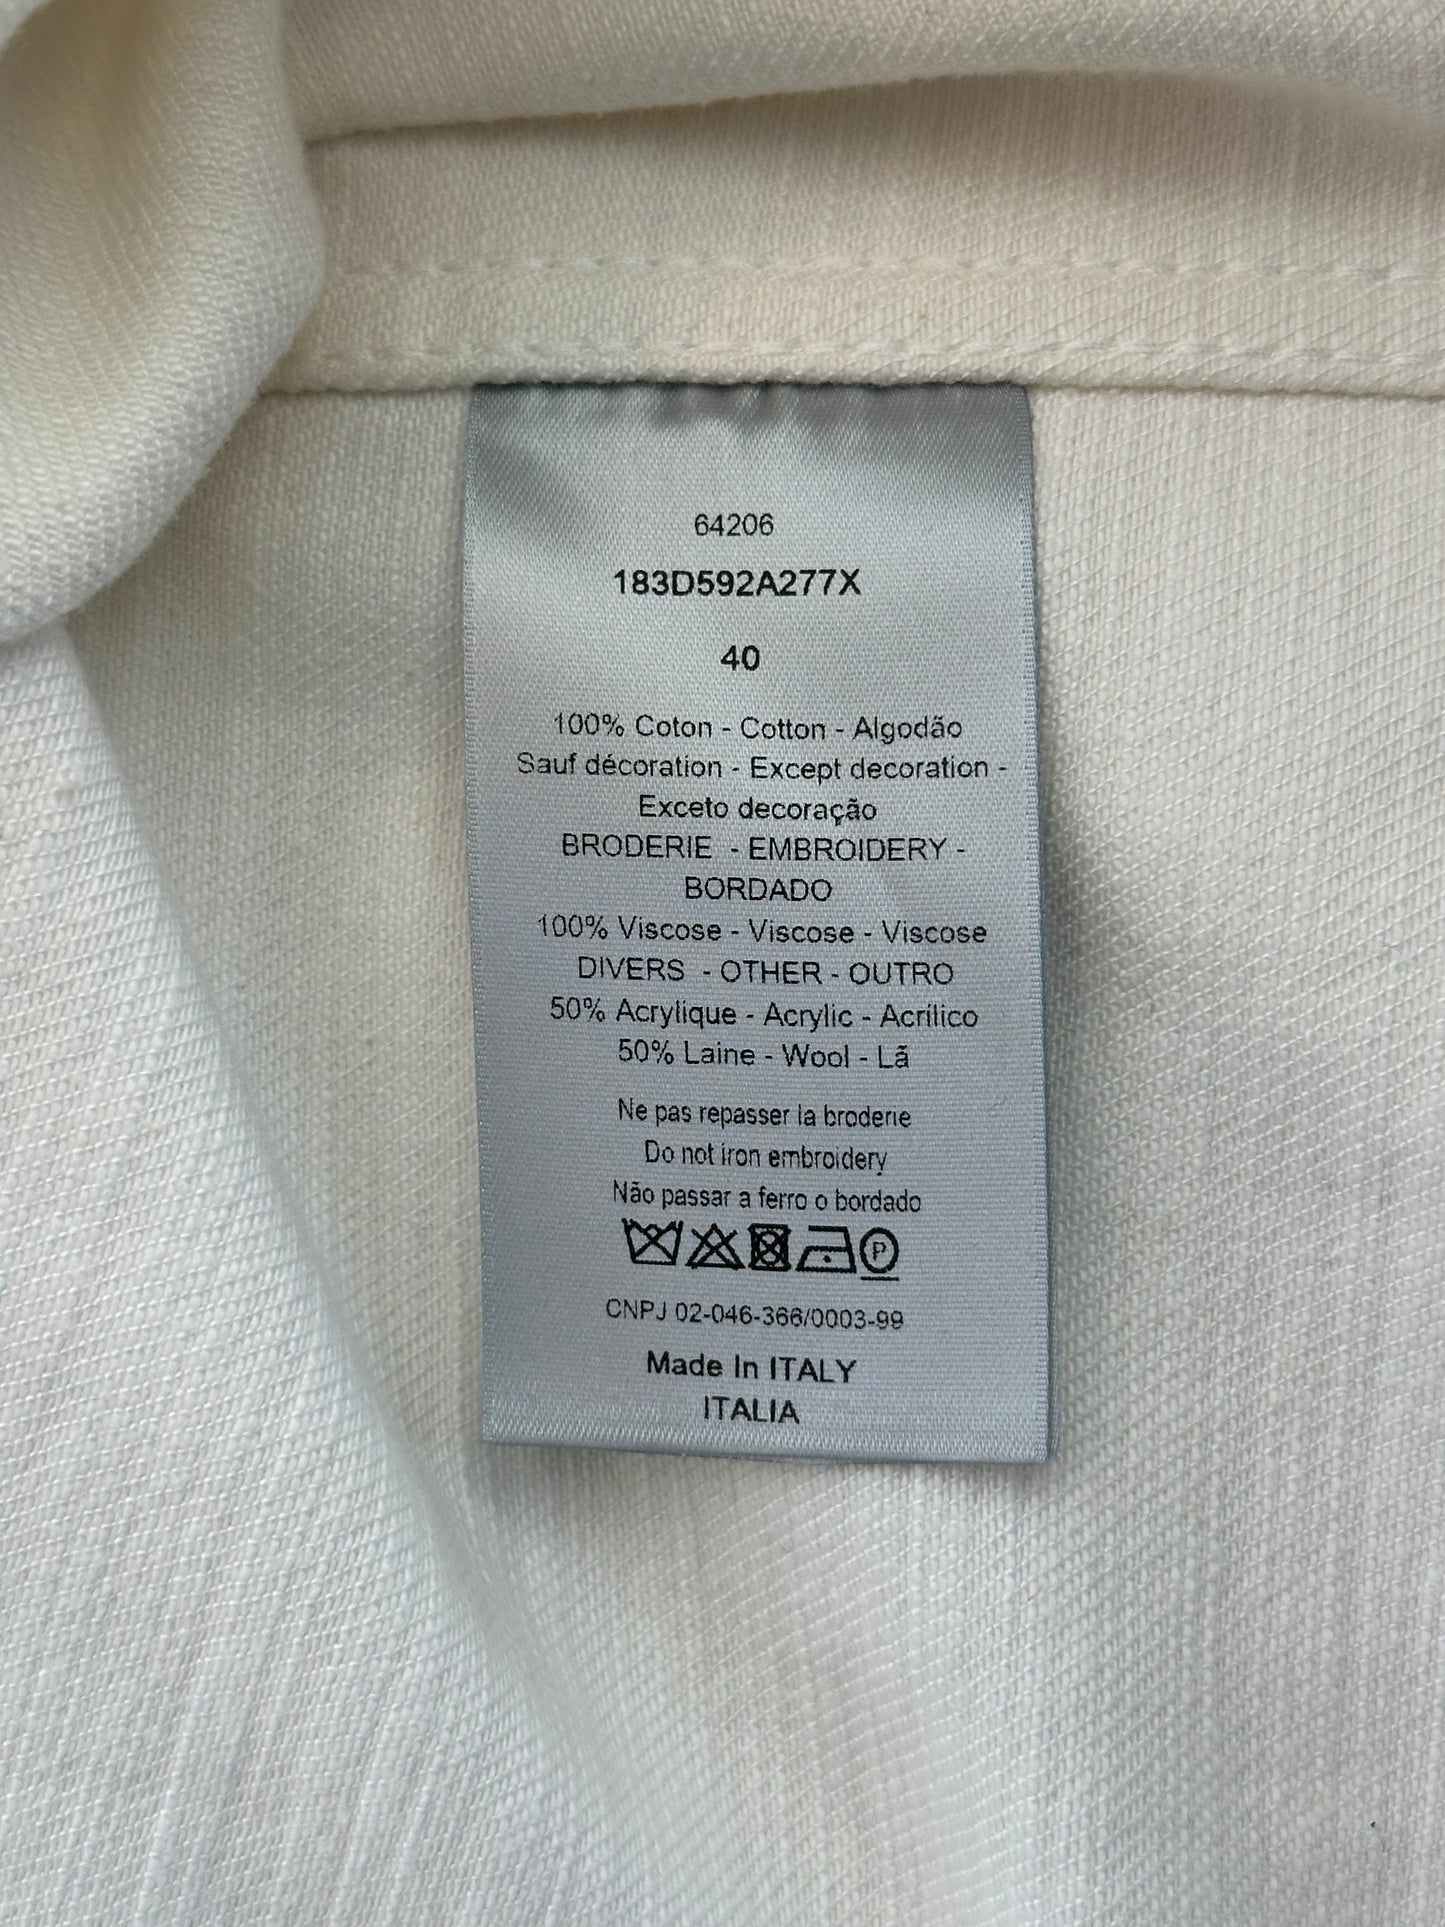 64206
183D592A277X
40
100% Coton - Cotton - Algodão
Sauf décoration - Except decoration -
Exceto decoração
BRODERIE - EMBROIDERY -
BORDADO
100% Viscose - Viscose - Viscose
DIVERS - OTHER - OUTRO
50% Acrylique - Acrylic - Acrílico
50% Laine - Wool - Lã
Ne pas repasser la broderie
Do not iron embroidery
Não passar a ferro o bordado
P
CNPJ 02-046-366/0003-99
Made In ITALY
ITALIA